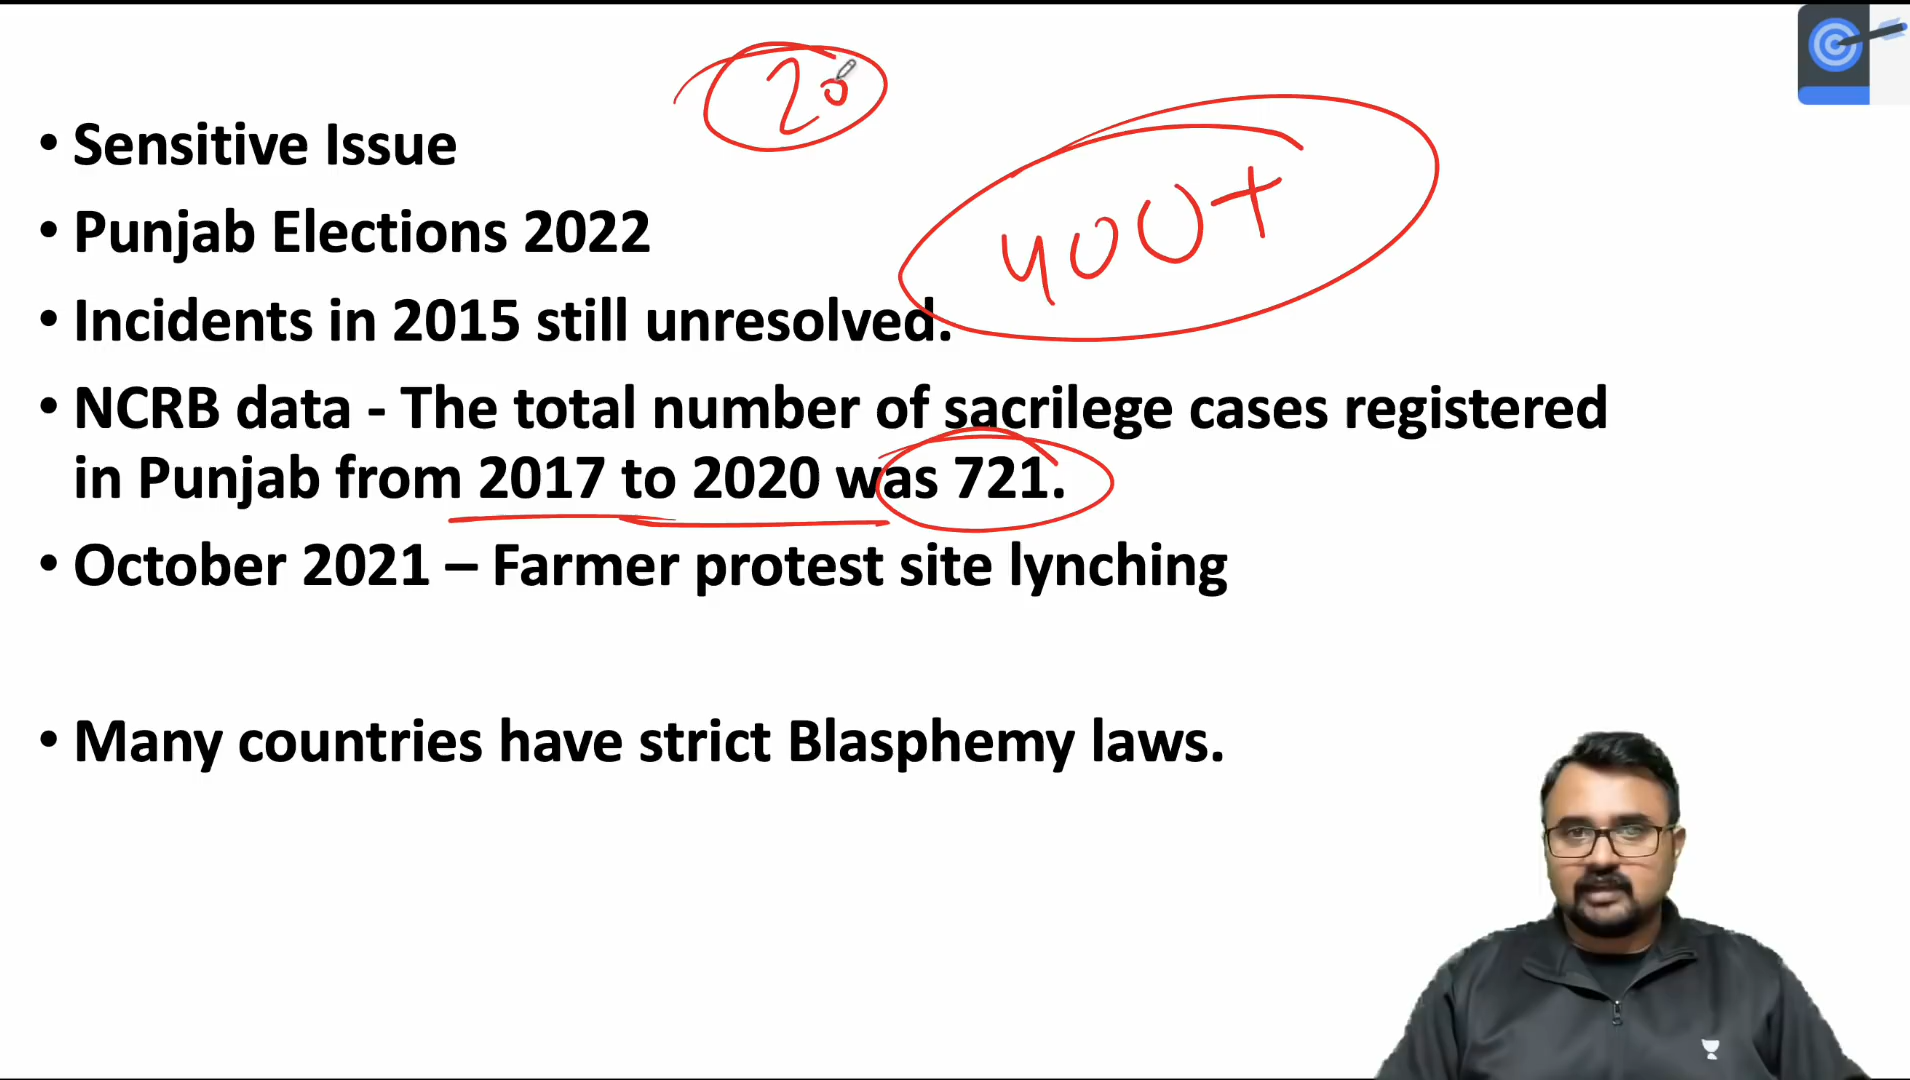 20
• Sensitive Issue
400+
• Punjab Elections 2022
• Incidents in 2015 still unresolved.
• NCRB data - The total number of sacrilege cases registered
in Punjab from 2017 to 2020 was 721.
• October 2021 – Farmer protest site lynching
• Many countries have strict Blasphemy laws.